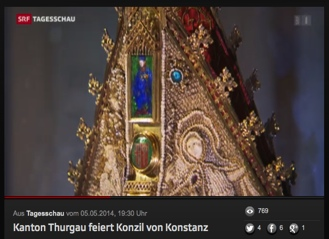 SRF TAGESSCHAU
Aus Tagesschau vom 05.05.2014, 19:30 Uhr
769
Kanton Thurgau feiert Konzil von Konstanz
4 6 1